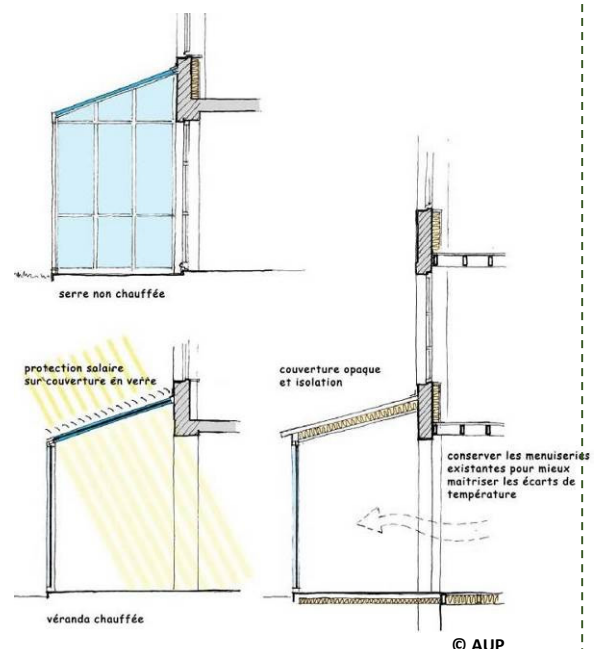 serre non chauffée
protection solaire
sur couverture en verre
couverture opaque
et isolation
conserver les menuiseries
existantes pour mieux
maitriser les écarts de
température
véranda chauffée
© AUP